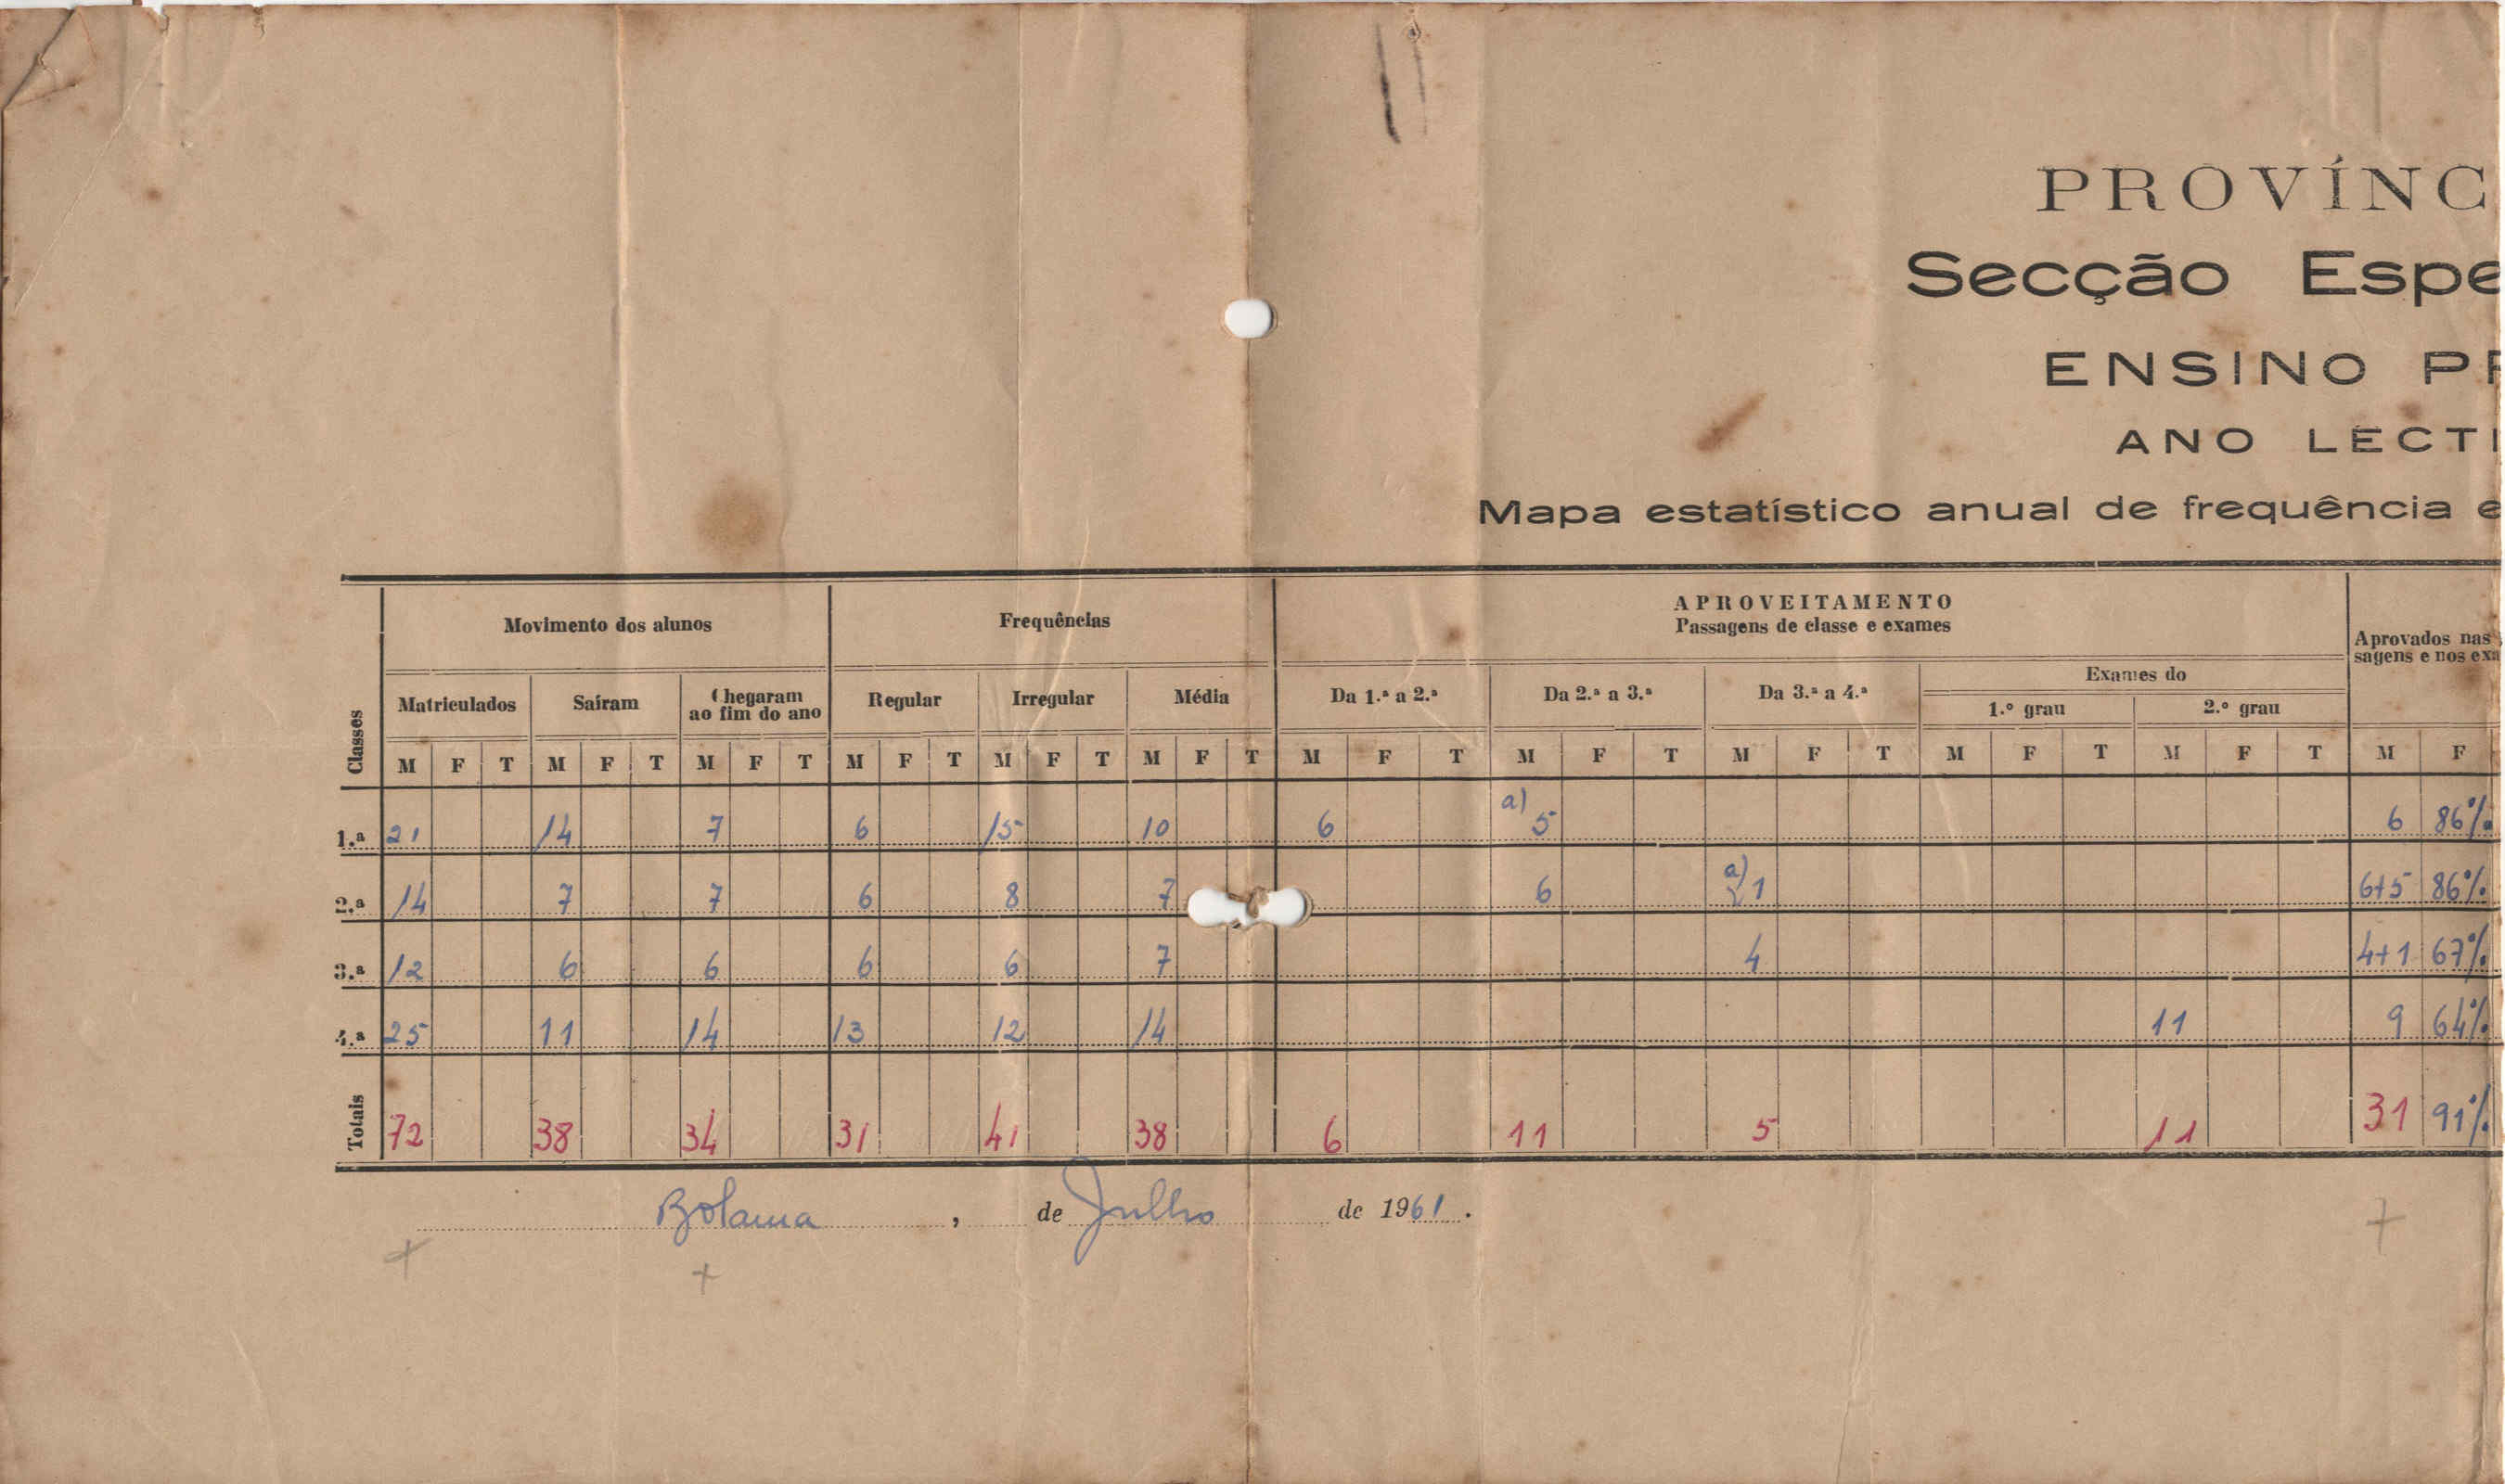 PROVÍNC
Secção Espe
ENSINO PR
ANO LECTI
Mapa estatístico anual de frequência e
Classes Movimento dos alunos Frequências APROVEITAMENTO
Passagens de classe e exames
Aprovados nas
sagens e nos exa
Matriculados Saíram Chegaram ao fim do ano Regular Irregular Média Da 1.ª a 2.ª Da 2.ª a 3.ª Da 3.ª a 4.ª Exames do
1.º grau 2.º grau
M F T M F T M F T M F T M F T M F T M F T M F T M F T M F T M F T M F
1.ª 21 14 7 6 15 10 6 a) 5 6 86%
2.ª 14 7 7 6 8 7 6 a) 1 6+5 86%
3.ª 12 6 6 6 6 7 4 4+1 67%
4.ª 25 11 14 13 12 14 11 9 64%
Totais 72 38 34 31 41 38 6 11 5 11 31 91%
Bolama, de Julho de 1961.